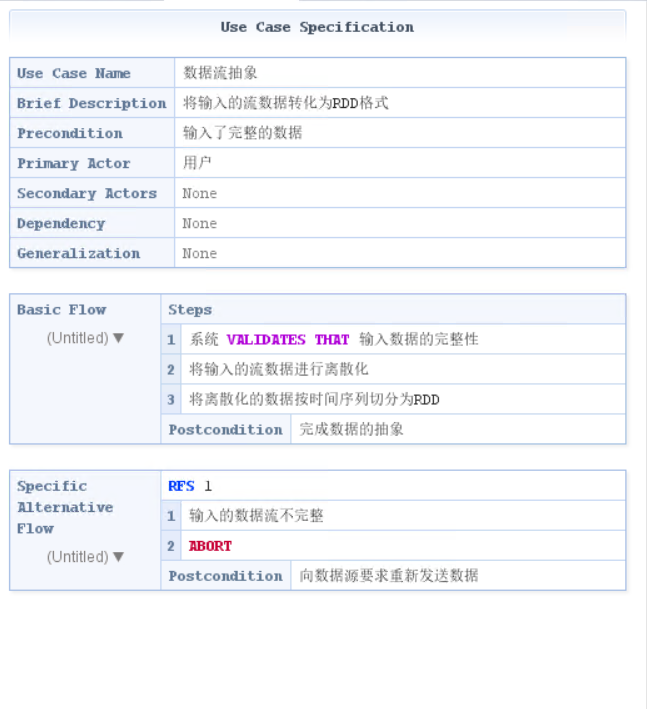 Use Case Specification
Use Case Name 数据流抽象
Brief Description 将输入的流数据转化为RDD格式
Precondition 输入了完整的数据
Primary Actor 用户
Secondary Actors None
Dependency None
Generalization None
Basic Flow Steps
(Untitled) ▼
1 系统 VALIDATES THAT 输入数据的完整性
2 将输入的流数据进行离散化
3 将离散化的数据按时间序列切分为RDD
Postcondition 完成数据的抽象
Specific Alternative Flow
(Untitled) ▼
RFS 1
1 输入的数据流不完整
2 ABORT
Postcondition 向数据源要求重新发送数据